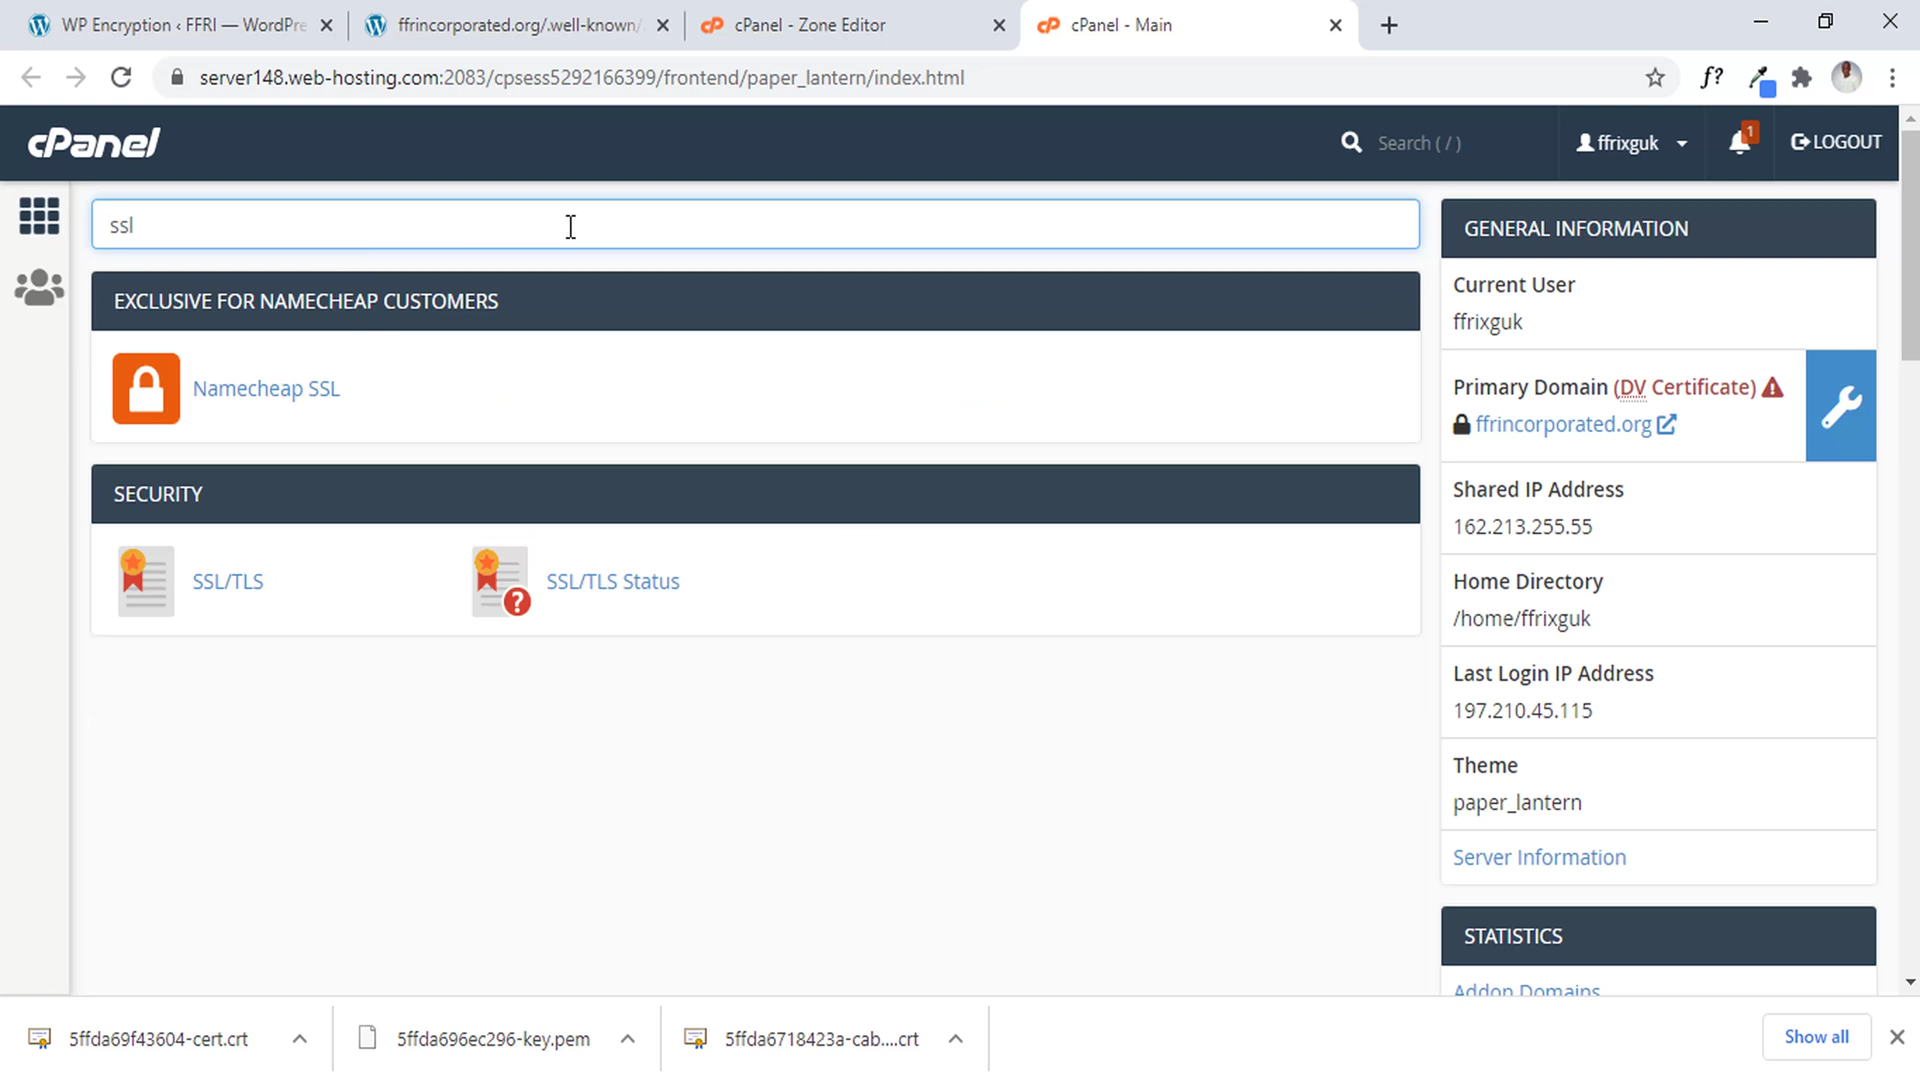 WP Encryption ‹ FFRI — WordPre
ffrincorporated.org/.well-known/
cPanel - Zone Editor
cPanel - Main
server148.web-hosting.com:2083/cpsess5292166399/frontend/paper_lantern/index.html
f?
cPanel
Search ( / )
ffrixguk
1
LOGOUT
ssl
EXCLUSIVE FOR NAMECHEAP CUSTOMERS
Namecheap SSL
SECURITY
SSL/TLS
SSL/TLS Status
GENERAL INFORMATION
Current User
ffrixguk
Primary Domain (DV Certificate)
ffrincorporated.org
Shared IP Address
162.213.255.55
Home Directory
/home/ffrixguk
Last Login IP Address
197.210.45.115
Theme
paper_lantern
Server Information
STATISTICS
Addon Domains
5ffda69f43604-cert.crt
5ffda696ec296-key.pem
5ffda6718423a-cab....crt
Show all